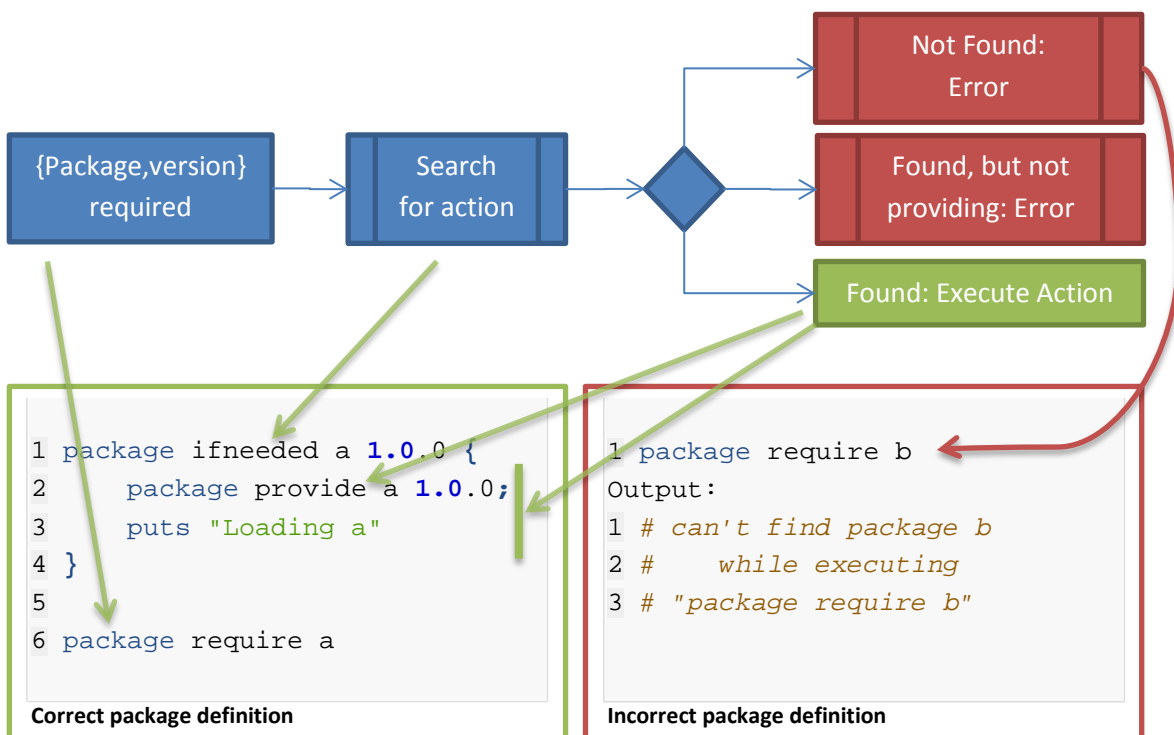 Not Found:
Error
{Package,version}
required
Search
for action
Found, but not
providing: Error
Found: Execute Action
1 package ifneeded a 1.0.0 {
2     package provide a 1.0.0;
3     puts "Loading a"
4 }
5
6 package require a
Correct package definition
1 package require b
Output:
1 # can't find package b
2 #    while executing
3 # "package require b"
Incorrect package definition